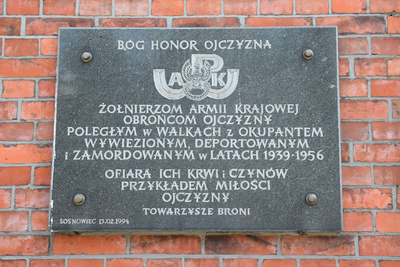 BÓG HONOR OJCZYZNA
AK
ŻOŁNIERZOM ARMII KRAJOWEJ
OBROŃCOM OJCZYZNY
POLEGŁYM W WALKACH z OKUPANTEM
WYWIEZIONYM, DEPORTOWANYM
i ZAMORDOWANYM w LATACH 1939-1956
OFIARA ICH KRWI i CZYNÓW
PRZYKŁADEM MIŁOŚCI
OJCZYZNY
TOWARZYSZE BRONI
SOSNOWIEC 13.02.1994